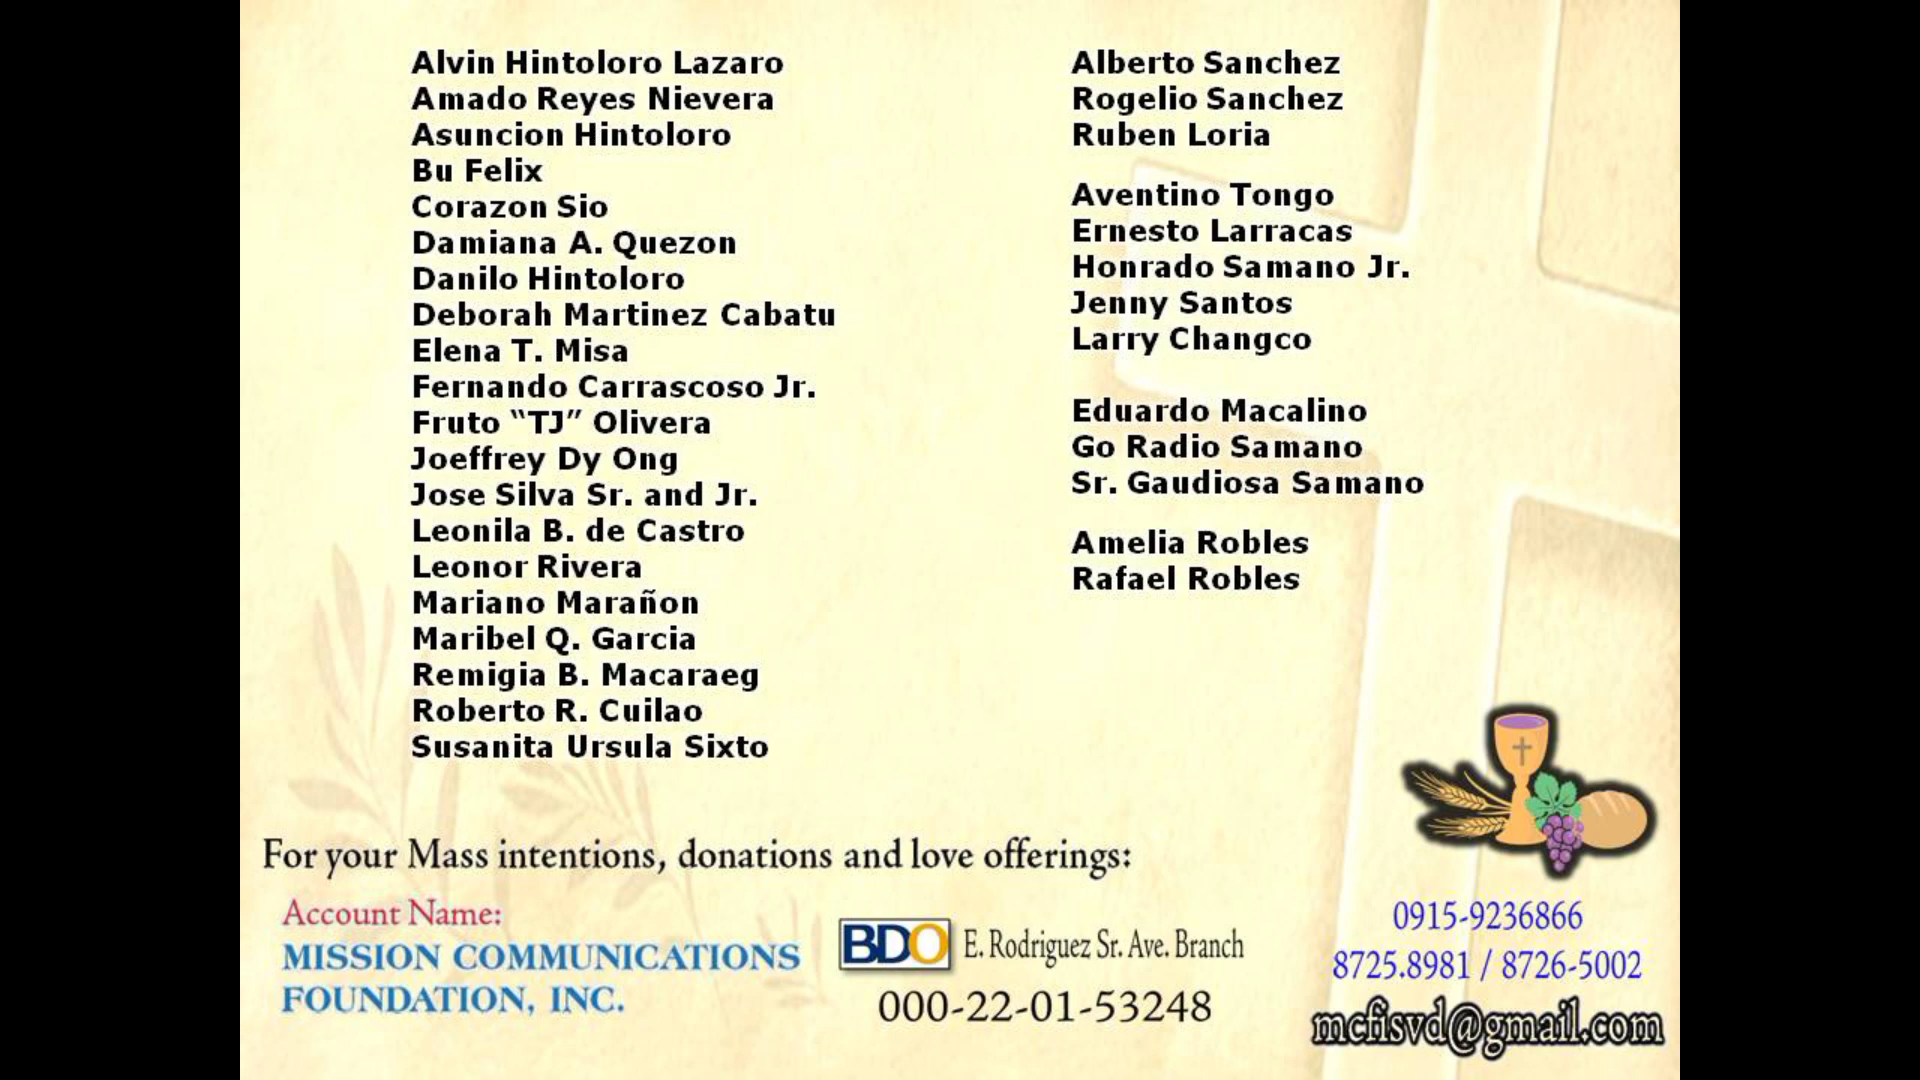 Alvin Hintoloro Lazaro
Amado Reyes Nievera
Asuncion Hintoloro
Bu Felix
Corazon Sio
Damiana A. Quezon
Danilo Hintoloro
Deborah Martinez Cabatu
Elena T. Misa
Fernando Carrascoso Jr.
Fruto “TJ” Olivera
Joeffrey Dy Ong
Jose Silva Sr. and Jr.
Leonila B. de Castro
Leonor Rivera
Mariano Marañon
Maribel Q. Garcia
Remigia B. Macaraeg
Roberto R. Cuilao
Susanita Ursula Sixto
Alberto Sanchez
Rogelio Sanchez
Ruben Loria
Aventino Tongo
Ernesto Larracas
Honrado Samano Jr.
Jenny Santos
Larry Changco
Eduardo Macalino
Go Radio Samano
Sr. Gaudiosa Samano
Amelia Robles
Rafael Robles
For your Mass intentions, donations and love offerings:
Account Name:
MISSION COMMUNICATIONS
FOUNDATION, INC.
BDO E. Rodriguez Sr. Ave. Branch
000-22-01-53248
0915-9236866
8725.8981 / 8726-5002
mcfisvd@gmail.com